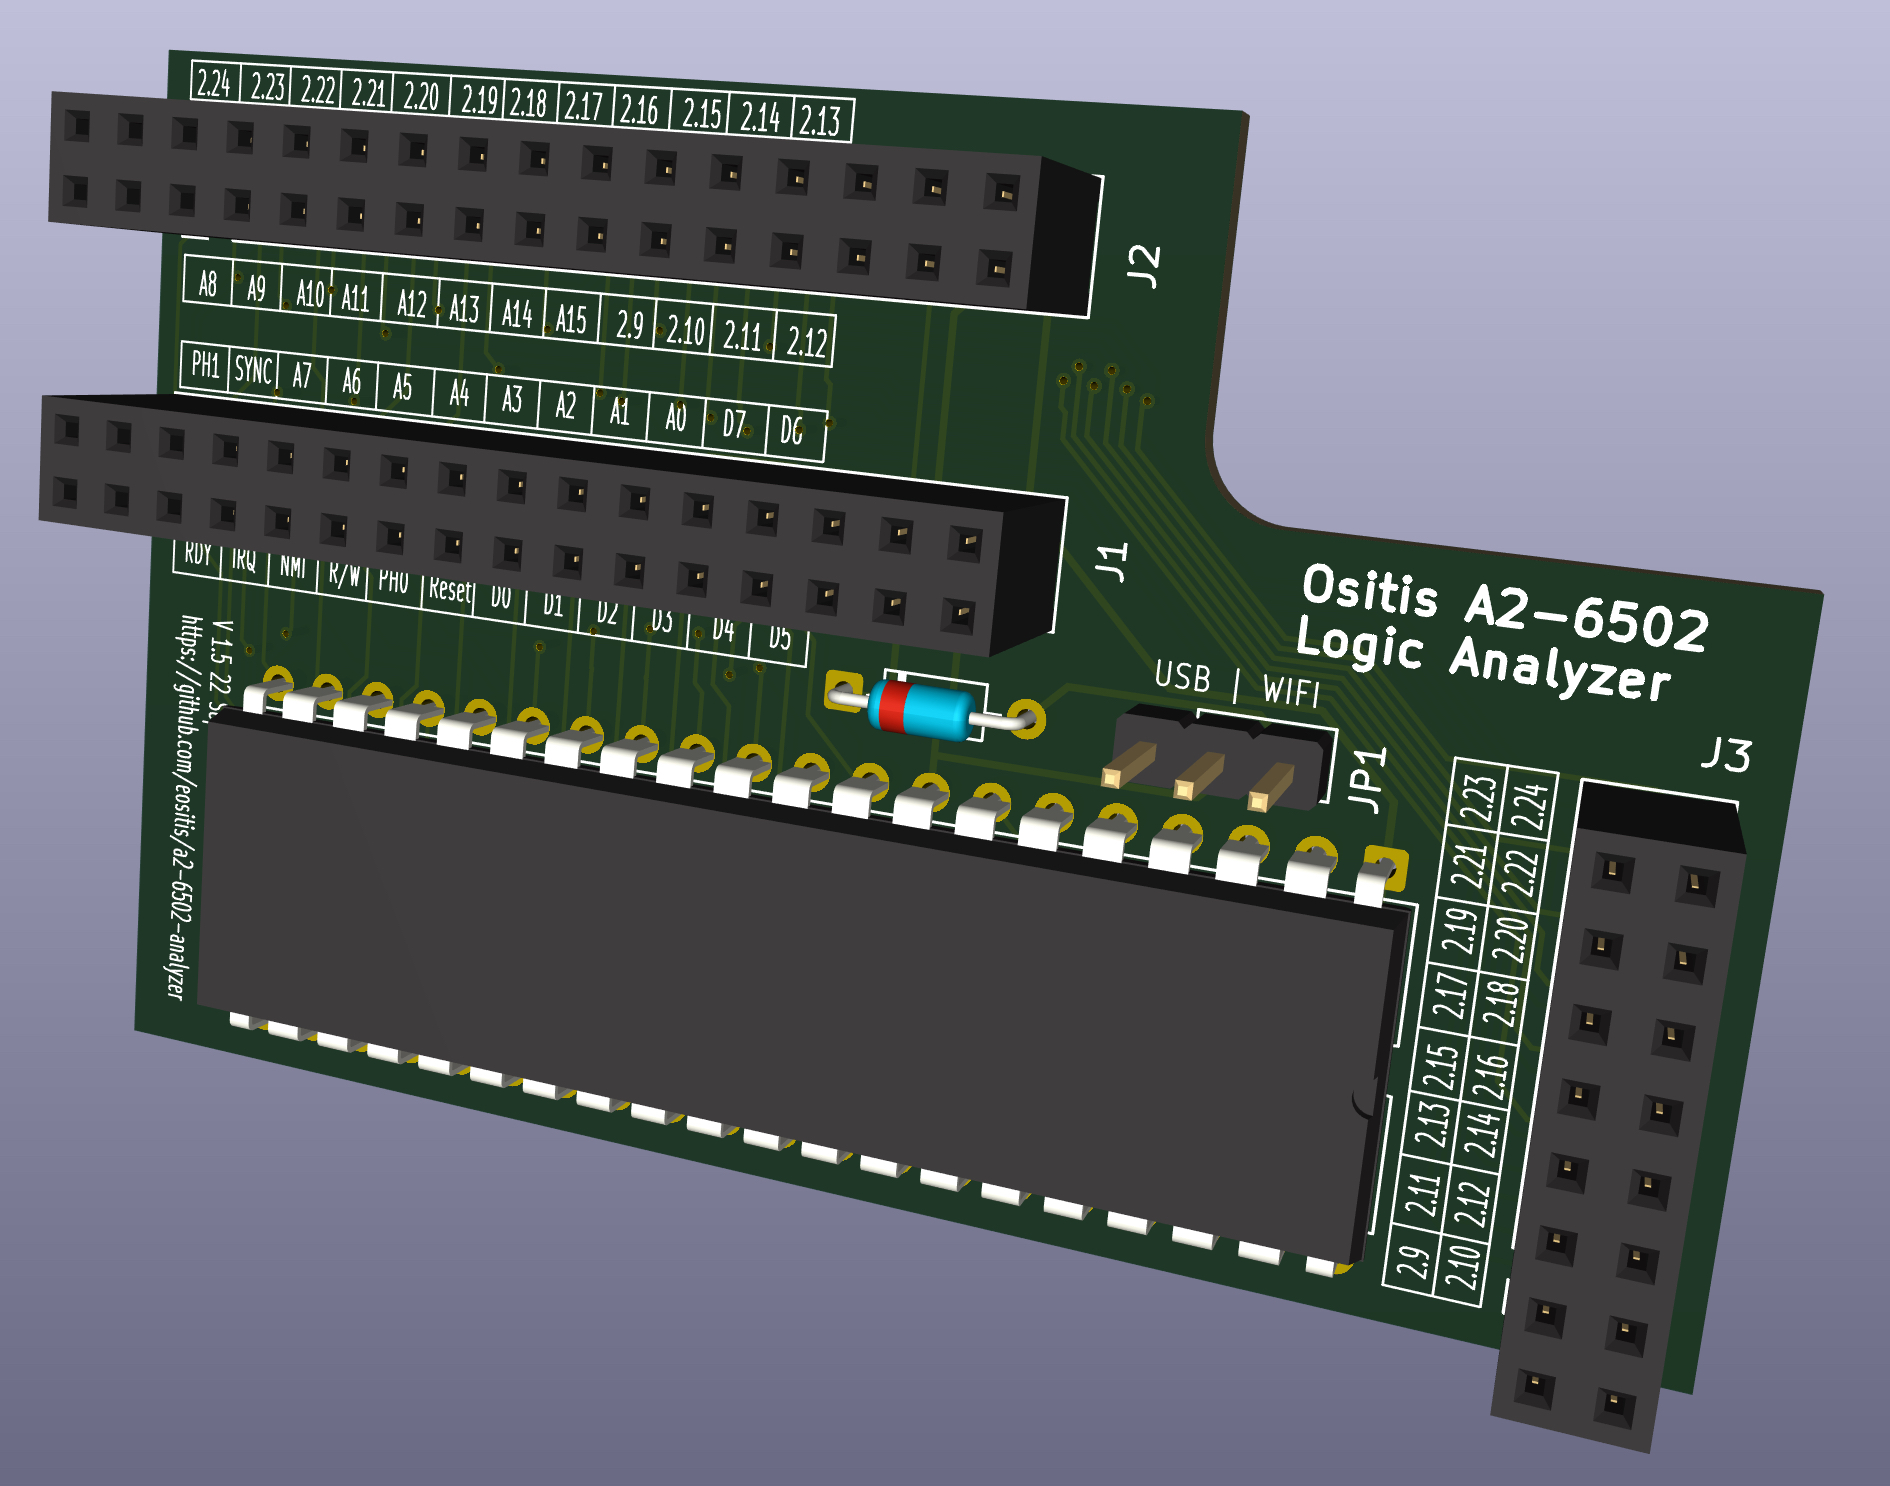 2.24 2.23 2.22 2.21 2.20 2.19 2.18 2.17 2.16 2.15 2.14 2.13
J2
A8 A9 A10 A11 A12 A13 A14 A15 2.9 2.10 2.11 2.12
PH1 SYNC A7 A6 A5 A4 A3 A2 A1 A0 D7 D6
J1
RDY IRQ NMI R/W PH0 Reset D0 D1 D2 D3 D4 D5
Ositis A2-6502
Logic Analyzer
USB | WIFI
JP1
J3
V 1.5 22
https://github.com/eositis/a2-6502-analyzer
2.23 2.24
2.21 2.22
2.19 2.20
2.17 2.18
2.15 2.16
2.13 2.14
2.11 2.12
2.9 2.10